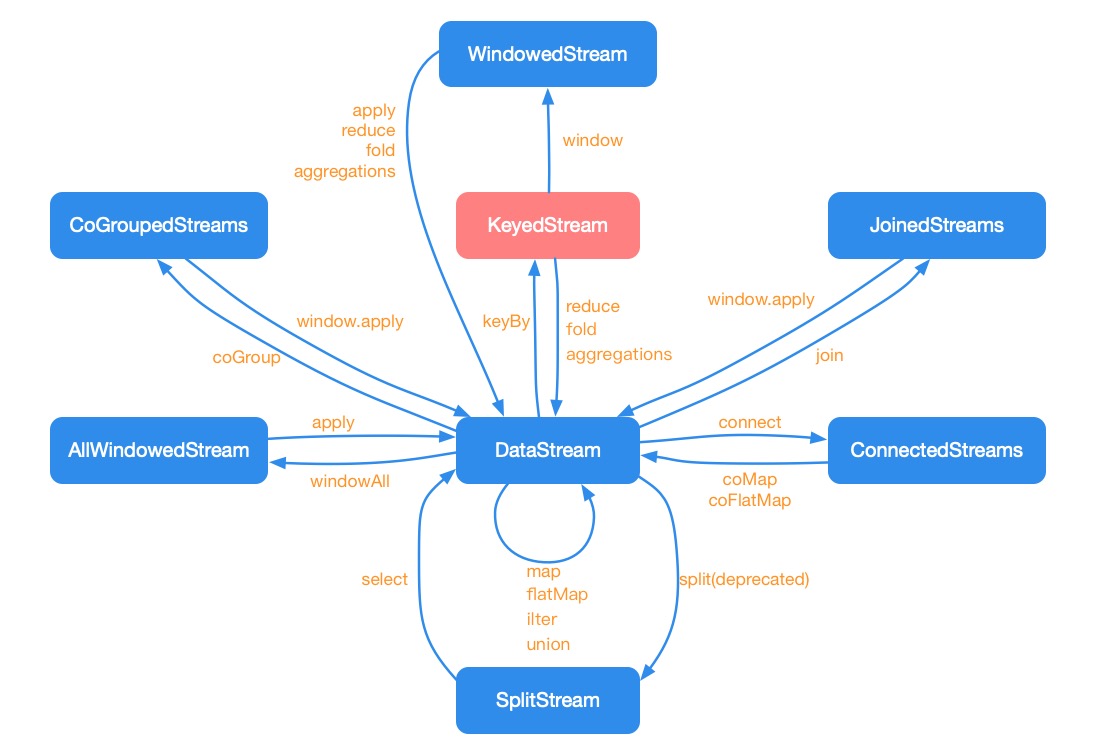 WindowedStream
apply
reduce
fold
aggregations
window
CoGroupedStreams
KeyedStream
JoinedStreams
window.apply
coGroup
keyBy
reduce
fold
aggregations
window.apply
join
AllWindowedStream
apply
windowAll
DataStream
connect
coMap
coFlatMap
ConnectedStreams
select
map
flatMap
ilter
union
split(deprecated)
SplitStream